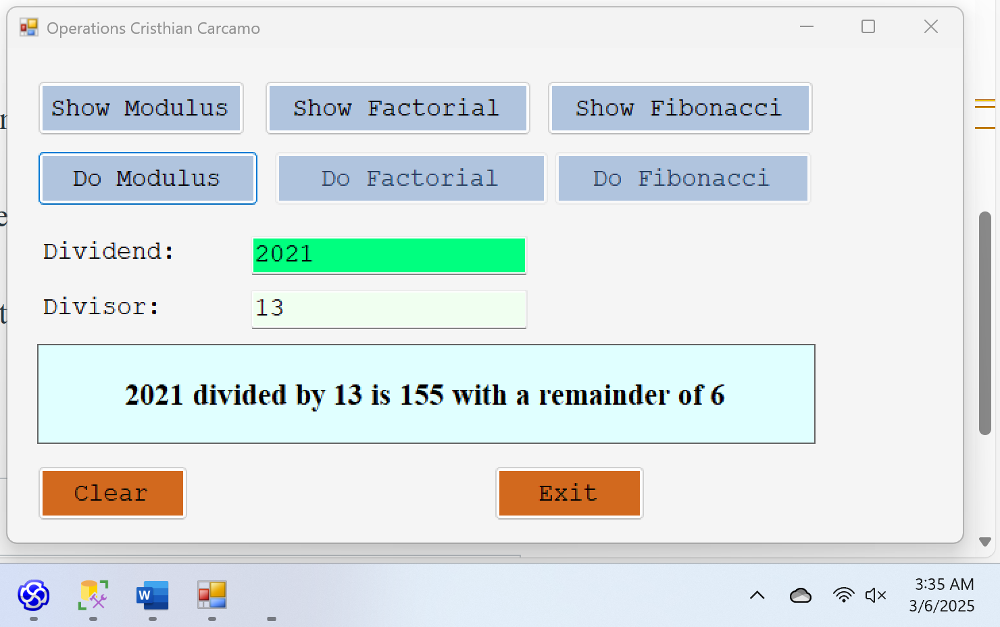 Operations Cristhian Carcamo
Show Modulus Show Factorial Show Fibonacci
Do Modulus Do Factorial Do Fibonacci
Dividend: 2021
Divisor: 13
2021 divided by 13 is 155 with a remainder of 6
Clear Exit
W
3:35 AM
3/6/2025